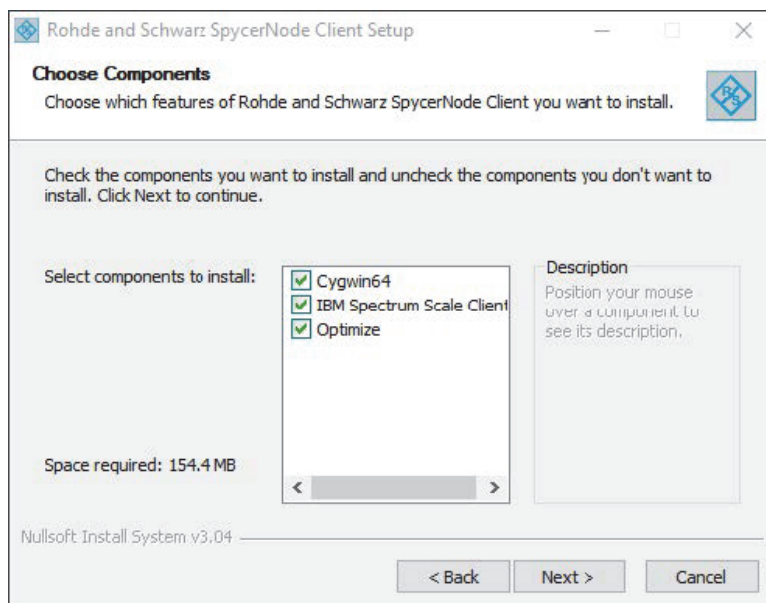 Rohde and Schwarz SpycerNode Client Setup
Choose Components
Choose which features of Rohde and Schwarz SpycerNode Client you want to install.
R
S
Check the components you want to install and uncheck the components you don't want to
install. Click Next to continue.
Select components to install:
Cygwin64
IBM Spectrum Scale Client
Optimize
Description
Position your mouse
over a component to
see its description.
Space required: 154.4 MB
Nullsoft Install System v3.04
< Back
Next >
Cancel